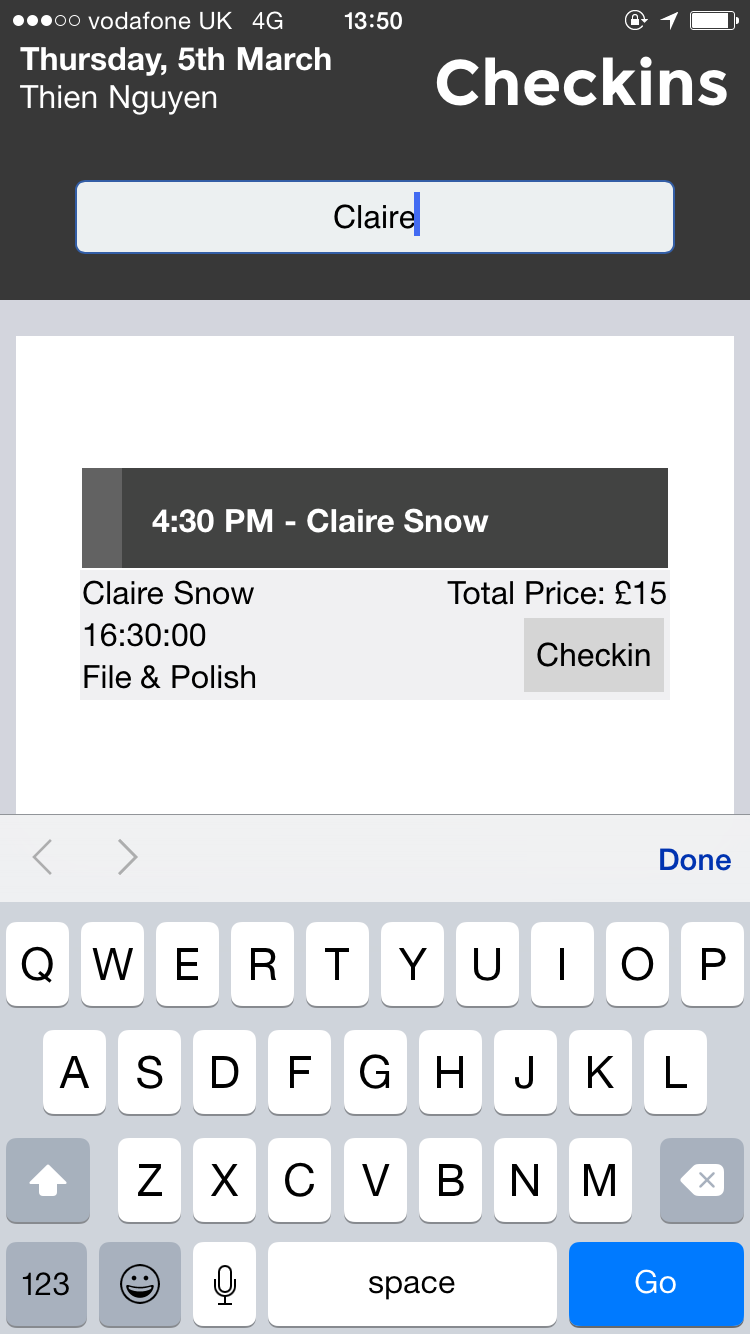 vodafone UK 4G 13:50
Thursday, 5th March
Thien Nguyen
Checkins
Claire
4:30 PM - Claire Snow
Claire Snow Total Price: £15
16:30:00
File & Polish
Checkin
Done
Q W E R T Y U I O P
A S D F G H J K L
Z X C V B N M
123 space Go